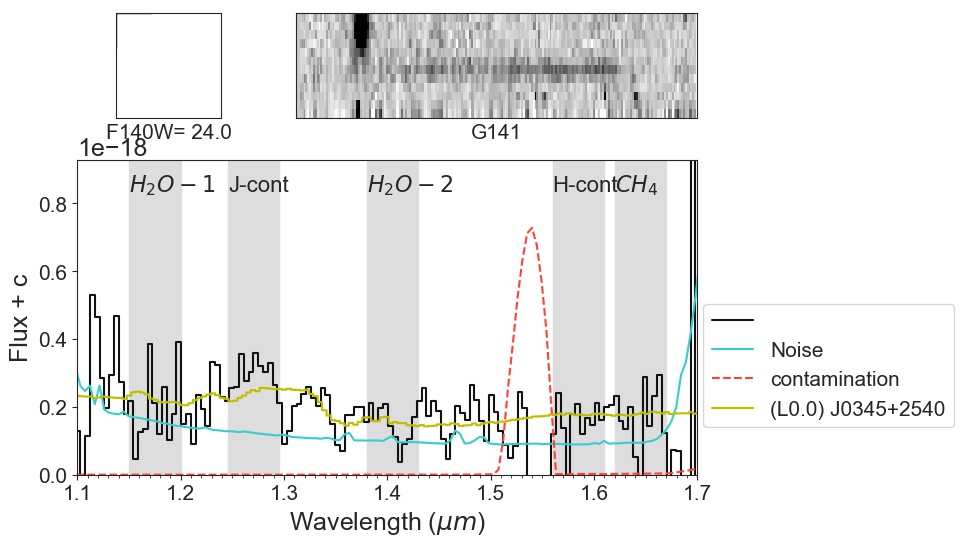 F140W= 24.0
G141
1e−18
H₂O − 1 J-cont H₂O − 2 H-cont CH₄
0.8
0.6
0.4
0.2
0.0
Flux + c
1.1 1.2 1.3 1.4 1.5 1.6 1.7
Wavelength (μm)
Noise
contamination
(L0.0) J0345+2540